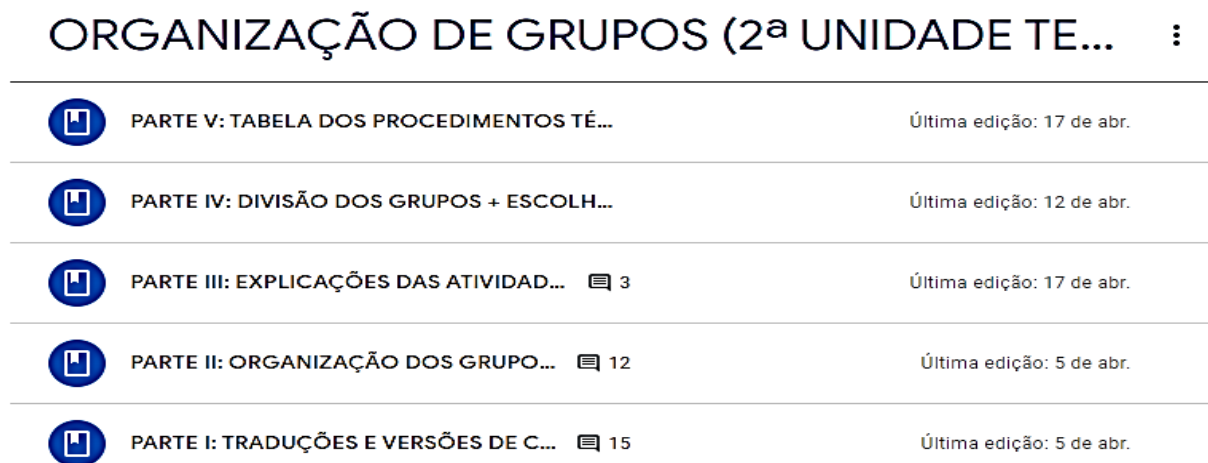 ORGANIZAÇÃO DE GRUPOS (2ª UNIDADE TE...
PARTE V: TABELA DOS PROCEDIMENTOS TÉ... Última edição: 17 de abr.
PARTE IV: DIVISÃO DOS GRUPOS + ESCOLH... Última edição: 12 de abr.
PARTE III: EXPLICAÇÕES DAS ATIVIDAD... 3 Última edição: 17 de abr.
PARTE II: ORGANIZAÇÃO DOS GRUPO... 12 Última edição: 5 de abr.
PARTE I: TRADUÇÕES E VERSÕES DE C... 15 Última edição: 5 de abr.